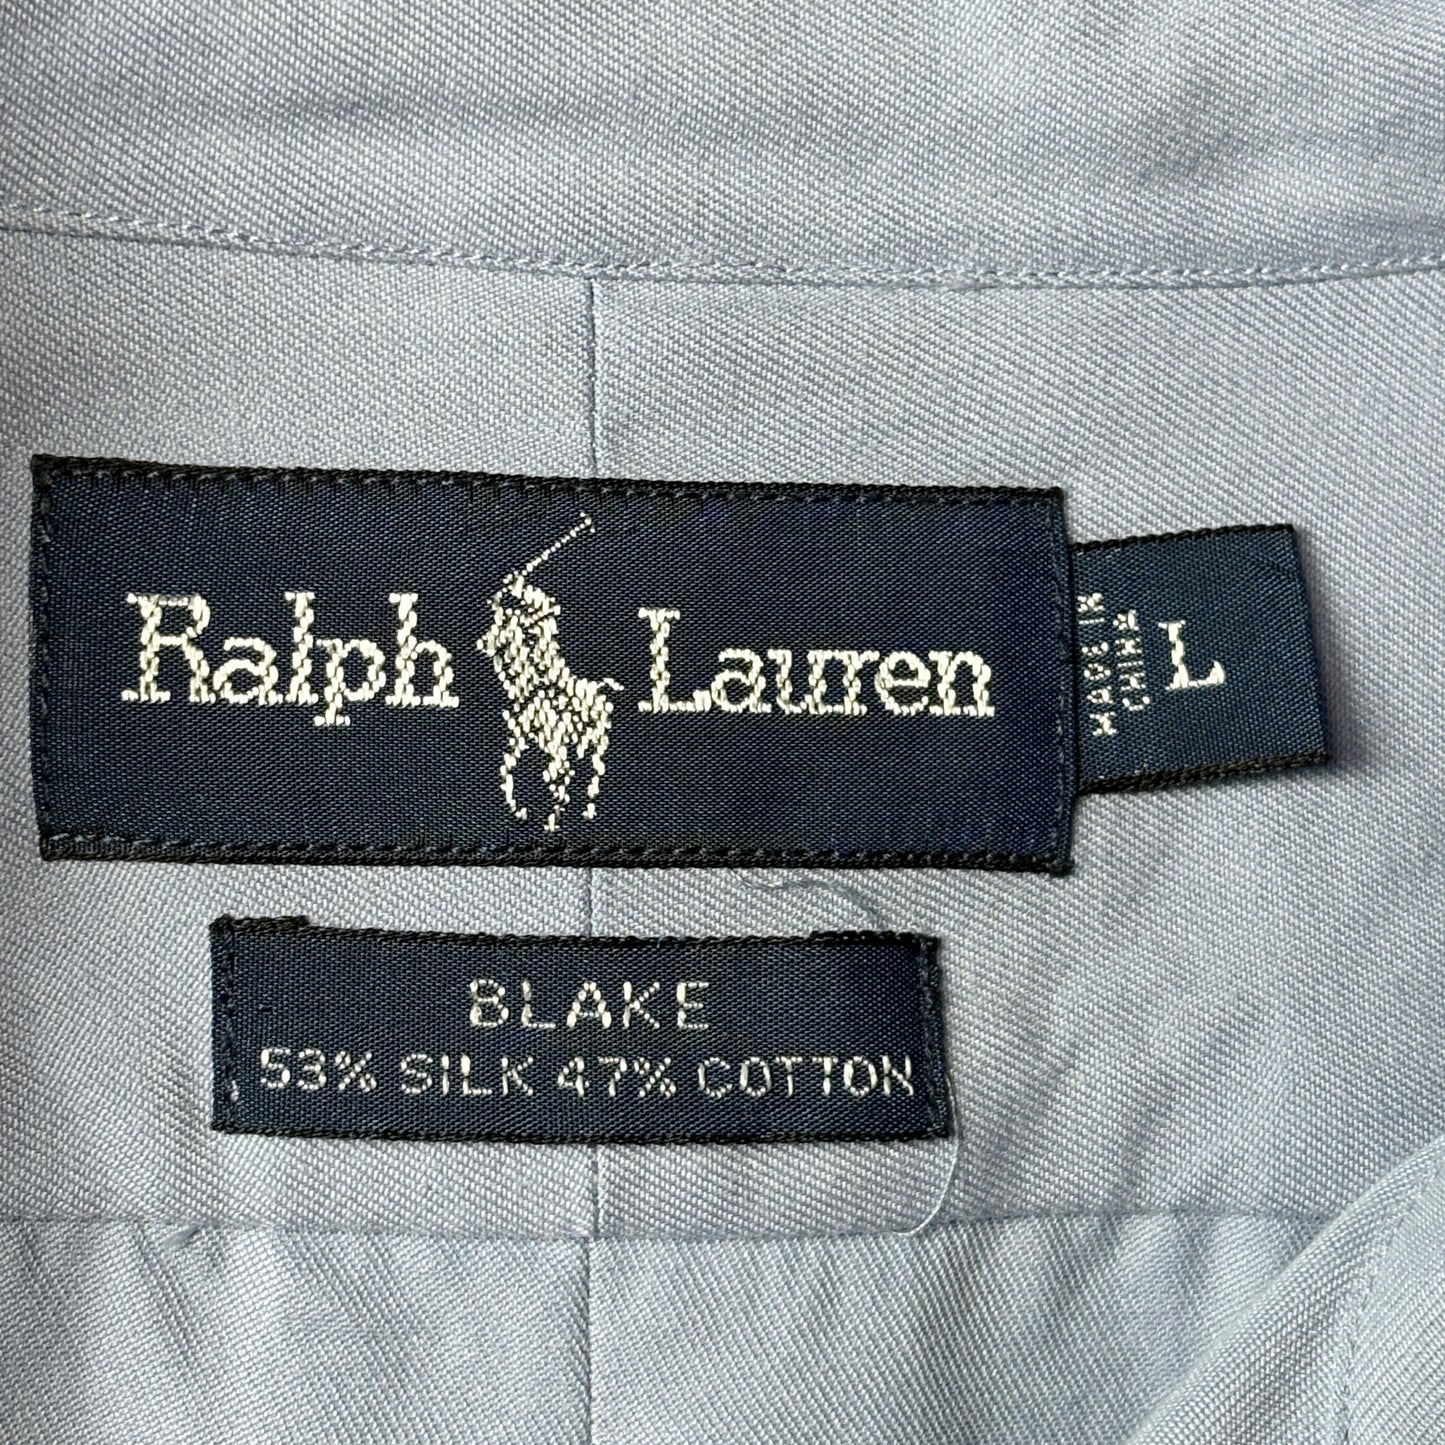 Ralph Lauren
MADE IN
CHINA
L
BLAKE
53% SILK 47% COTTON